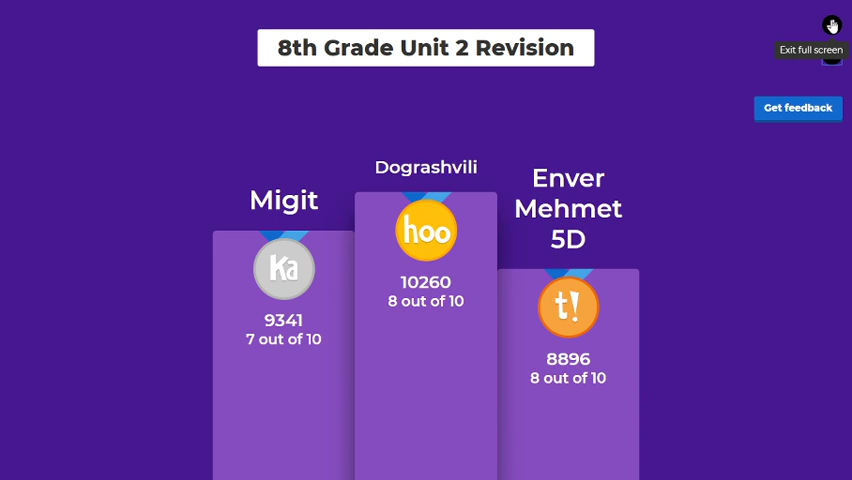 8th Grade Unit 2 Revision
Exit full screen
Get feedback
Migit
Ka
9341
7 out of 10
Dograshvili
hoo
10260
8 out of 10
Enver
Mehmet
5D
t!
8896
8 out of 10